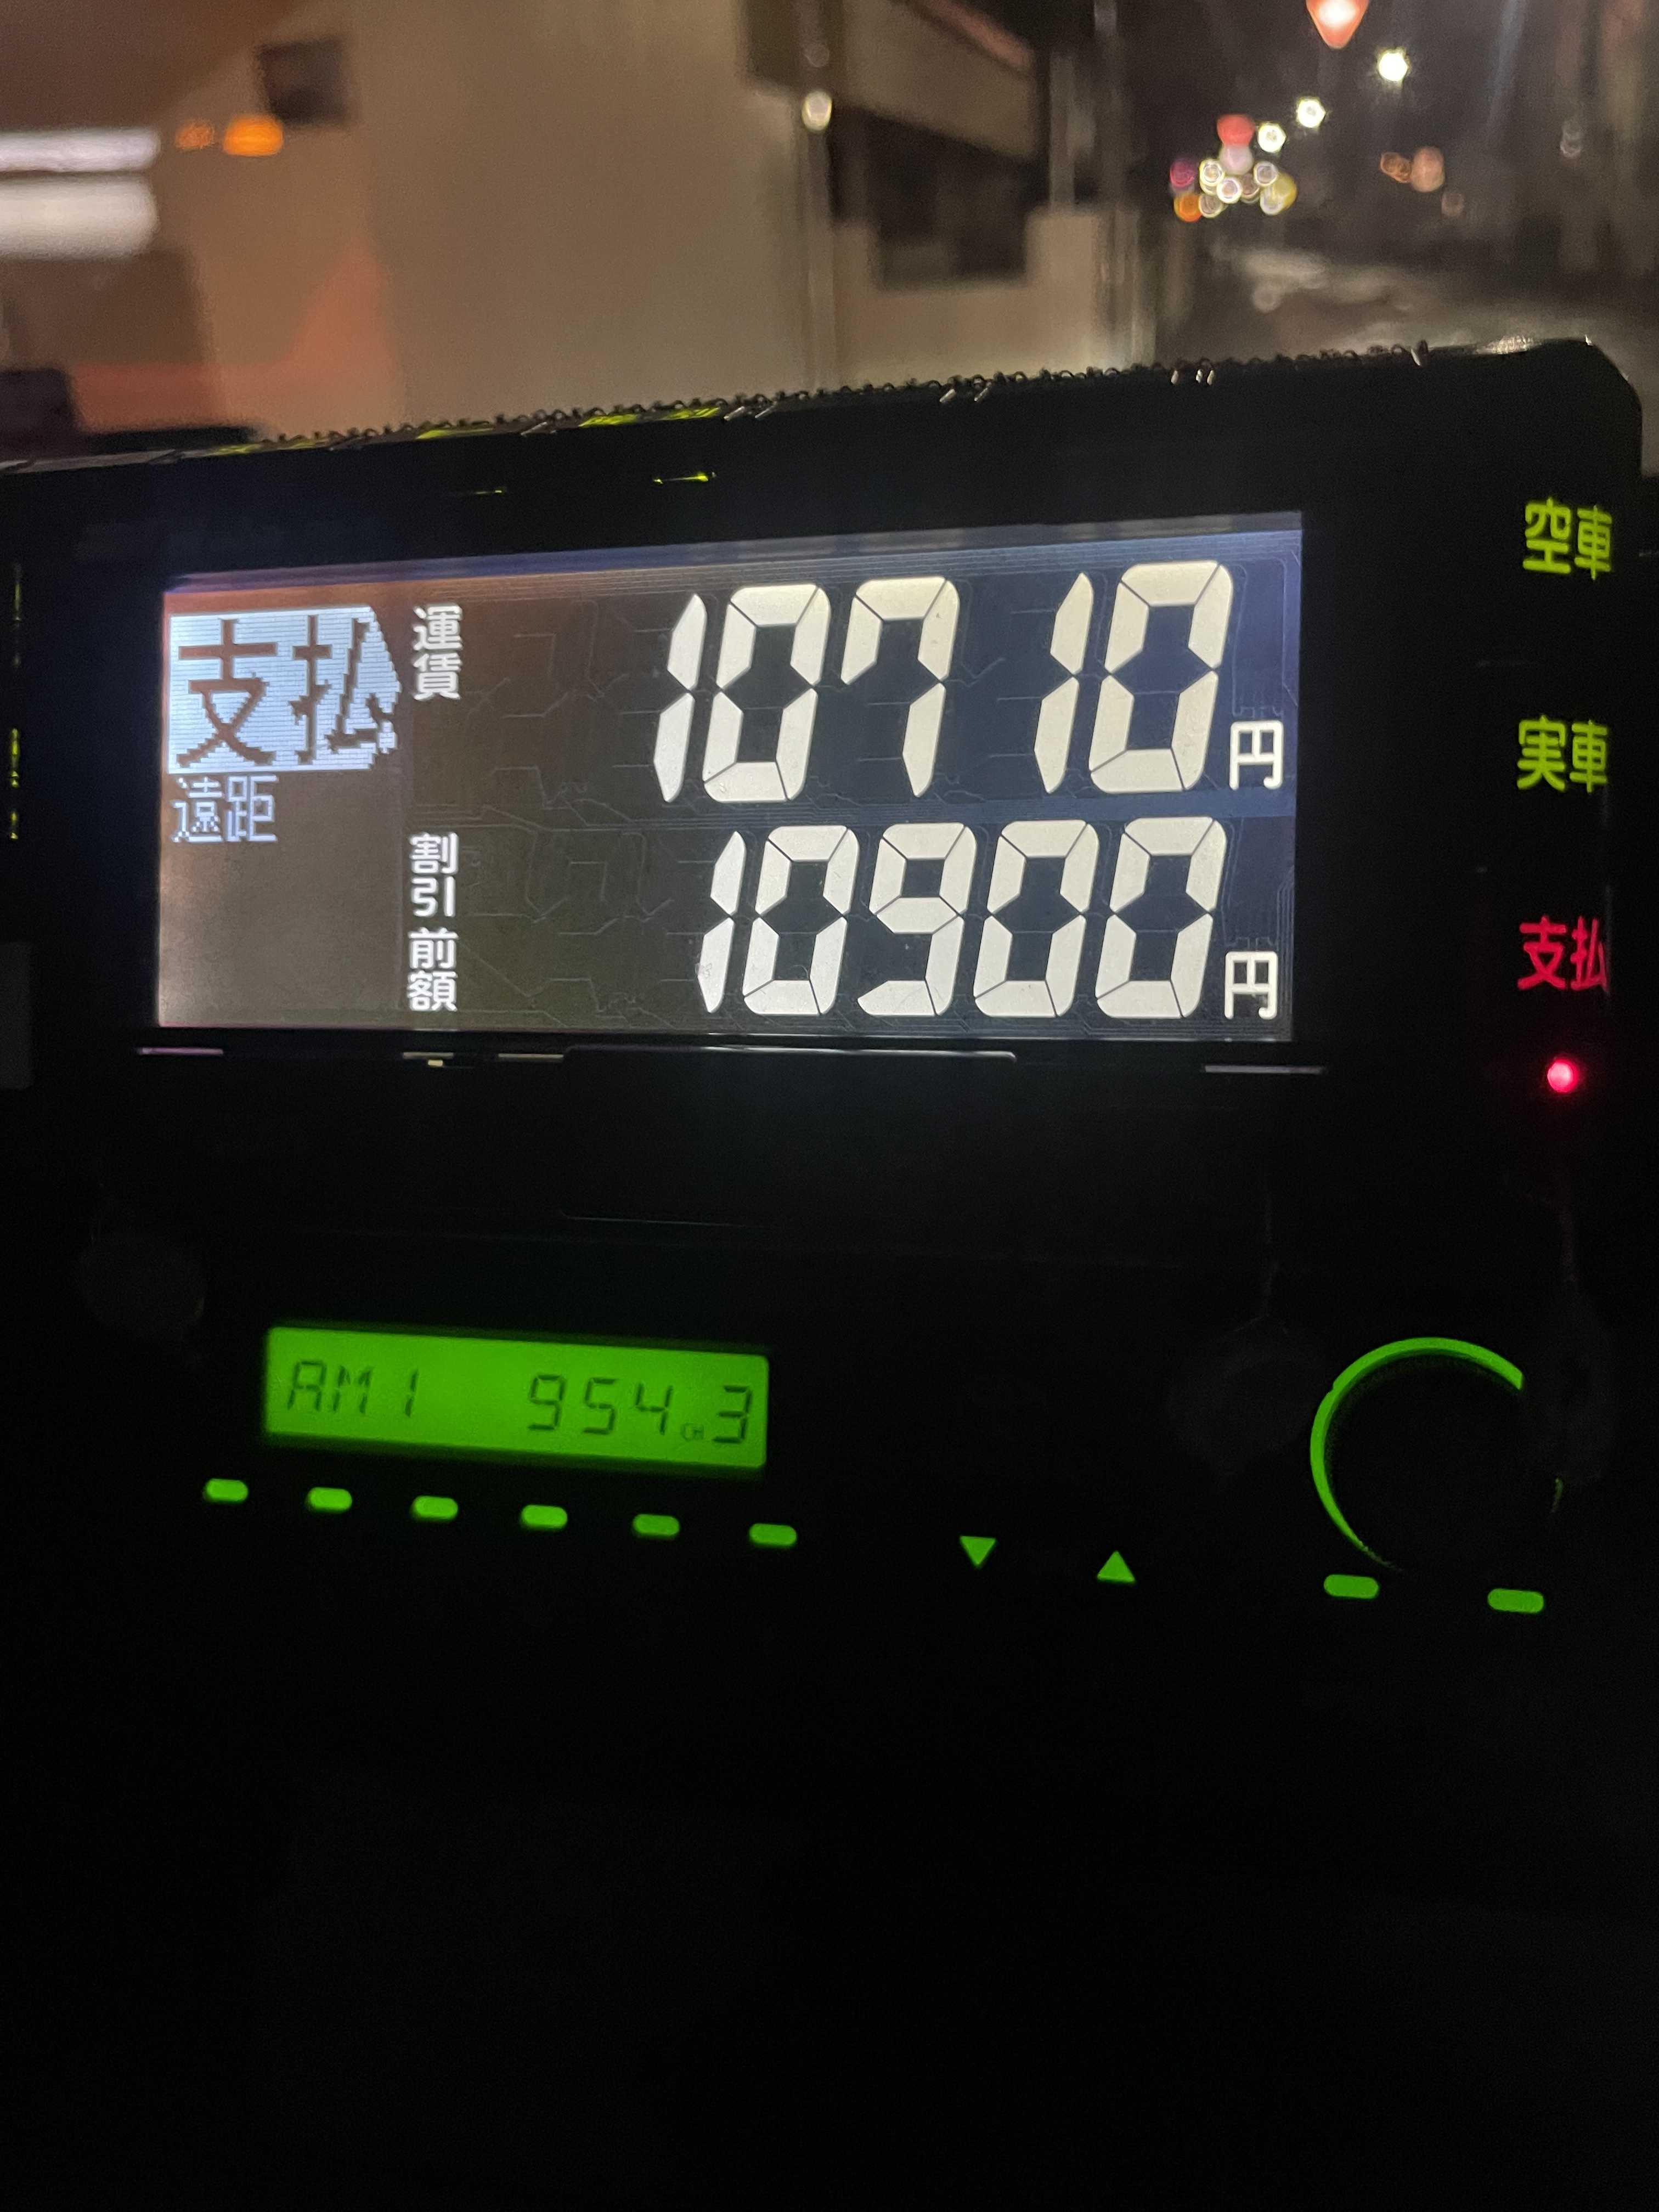 支払
遠距
運賃 10710円
割引前額 10900円
空車
実車
支払
AM1 954 CH 3